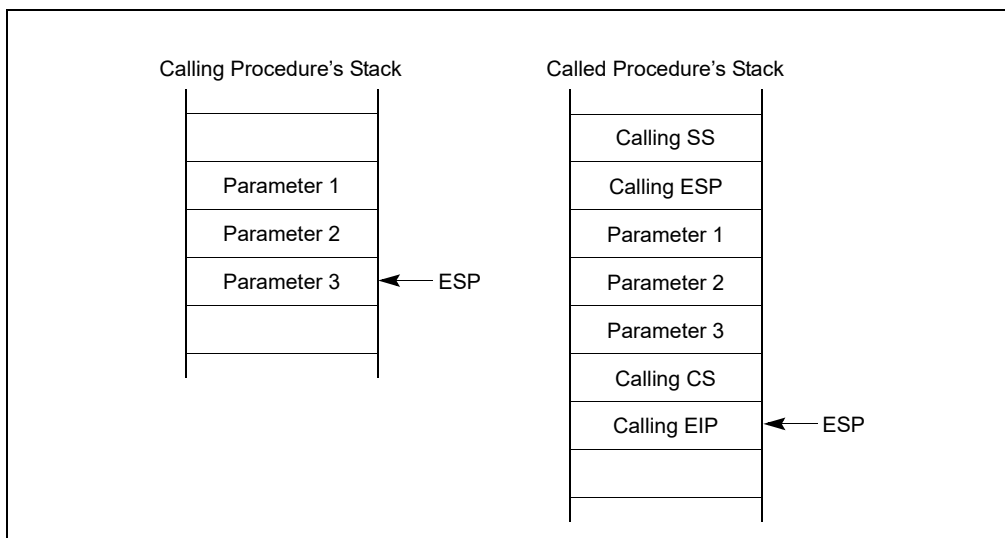 Calling Procedure’s Stack
Parameter 1
Parameter 2
Parameter 3
ESP
Called Procedure’s Stack
Calling SS
Calling ESP
Parameter 1
Parameter 2
Parameter 3
Calling CS
Calling EIP
ESP